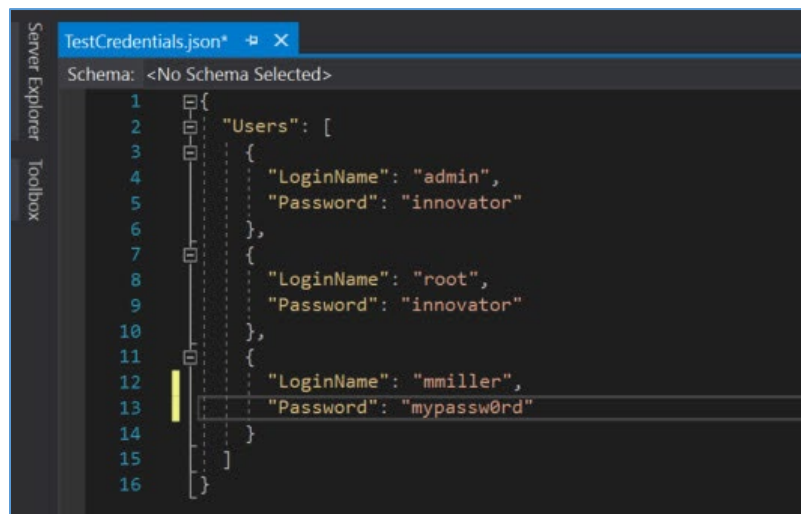 Server Explorer
Toolbox
TestCredentials.json*
Schema: <No Schema Selected>
1 {
2 "Users": [
3 {
4 "LoginName": "admin",
5 "Password": "innovator"
6 },
7 {
8 "LoginName": "root",
9 "Password": "innovator"
10 },
11 {
12 "LoginName": "mmiller",
13 "Password": "mypassw0rd"
14 }
15 ]
16 }